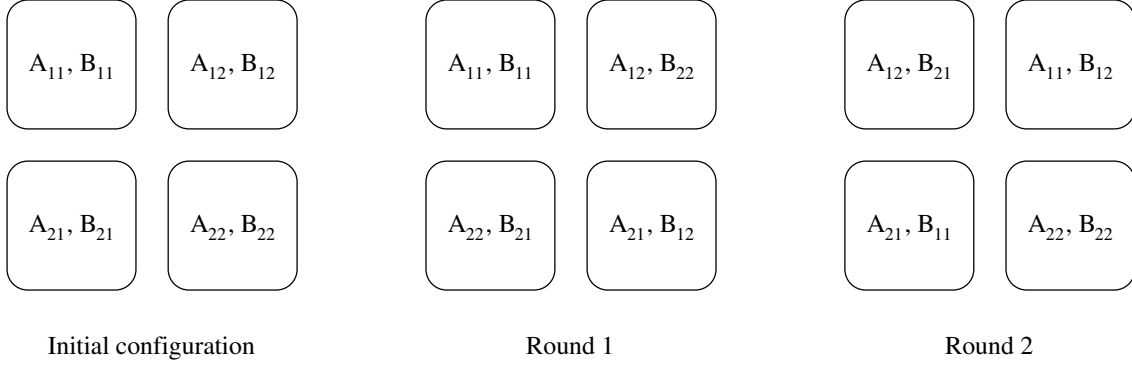 A₁₁, B₁₁ A₁₂, B₁₂ A₁₁, B₁₁ A₁₂, B₂₂ A₁₂, B₂₁ A₁₁, B₁₂
A₂₁, B₂₁ A₂₂, B₂₂ A₂₂, B₂₁ A₂₁, B₁₂ A₂₁, B₁₁ A₂₂, B₂₂
Initial configuration Round 1 Round 2